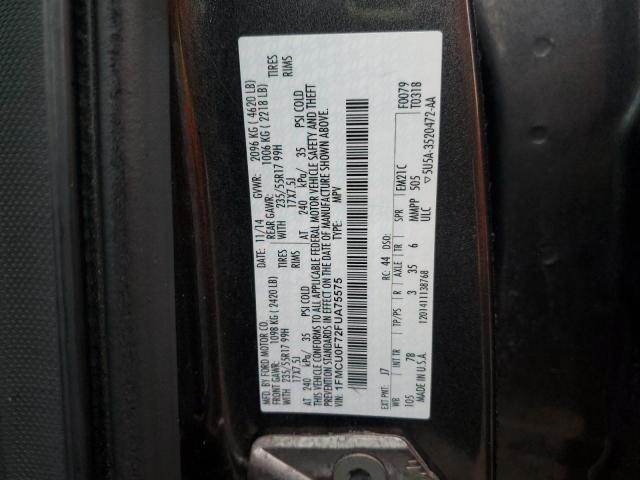 MFD. BY FORD MOTOR CO.
DATE: 11/14 GVWR: 2096 KG ( 4620 LB)
FRONT GAWR: 1098 KG ( 2420 LB) REAR GAWR: 1006 KG ( 2218 LB)
WITH 235/55R17 99H TIRES WITH 235/55R17 99H TIRES
17X7.5J RIMS 17X7.5J RIMS
AT 240 kPa/ 35 PSI COLD AT 240 kPa/ 35 PSI COLD
THIS VEHICLE CONFORMS TO ALL APPLICABLE FEDERAL MOTOR VEHICLE SAFETY AND THEFT
PREVENTION STANDARDS IN EFFECT ON THE DATE OF MANUFACTURE SHOWN ABOVE.
VIN: 1FMCU0F72FUA75575
TYPE: MPV
EXT PNT: J7 RC: 44 DSO: F0079
WB INT TR TP/PS R AXLE TR SPR EM21C T0318
105 78 3 35 6 MMPP 505
ULC ▽5U5A-3520472-AA
MADE IN U.S.A. 1201411138768